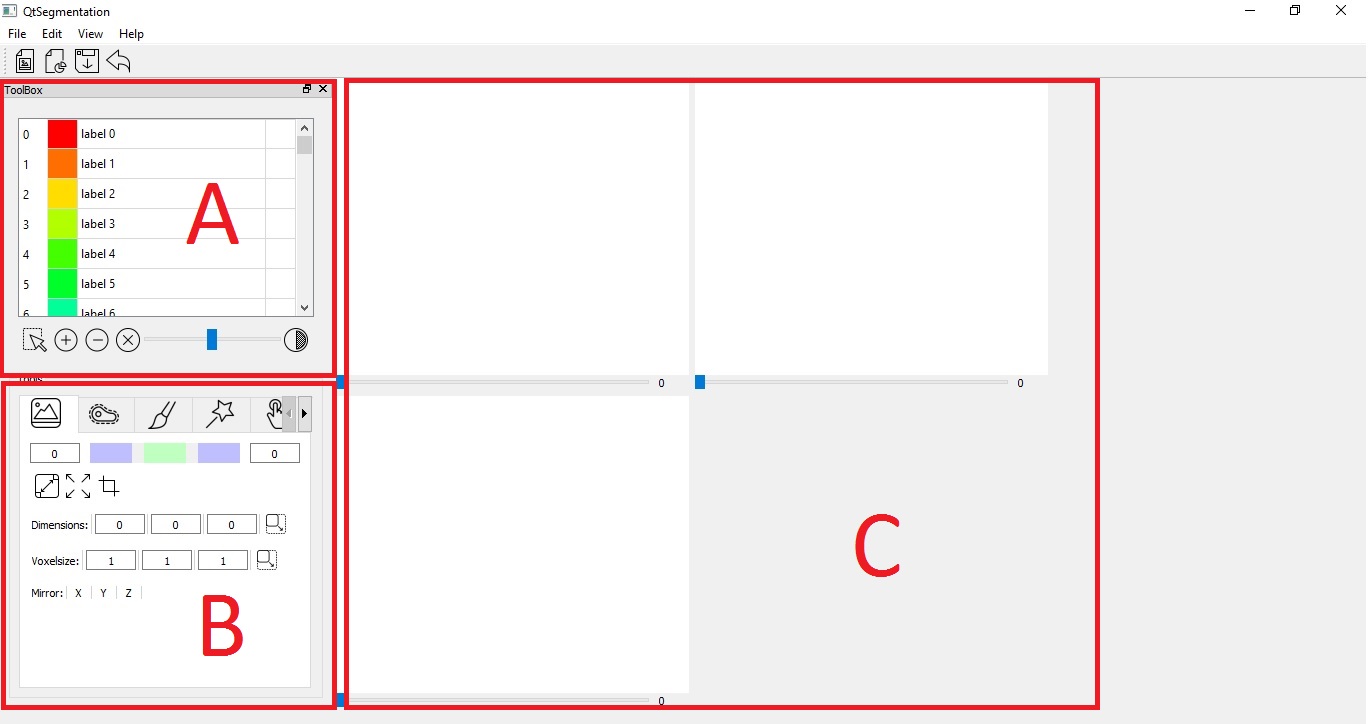 QtSegmentation
File Edit View Help
ToolBox
0 label 0
1 label 1
2 label 2
3 label 3
4 label 4
5 label 5
6 label 6
A
Tools
0 0
0 0
Dimensions: 0 0 0
Voxelsize: 1 1 1
Mirror: X Y Z
B
C
0